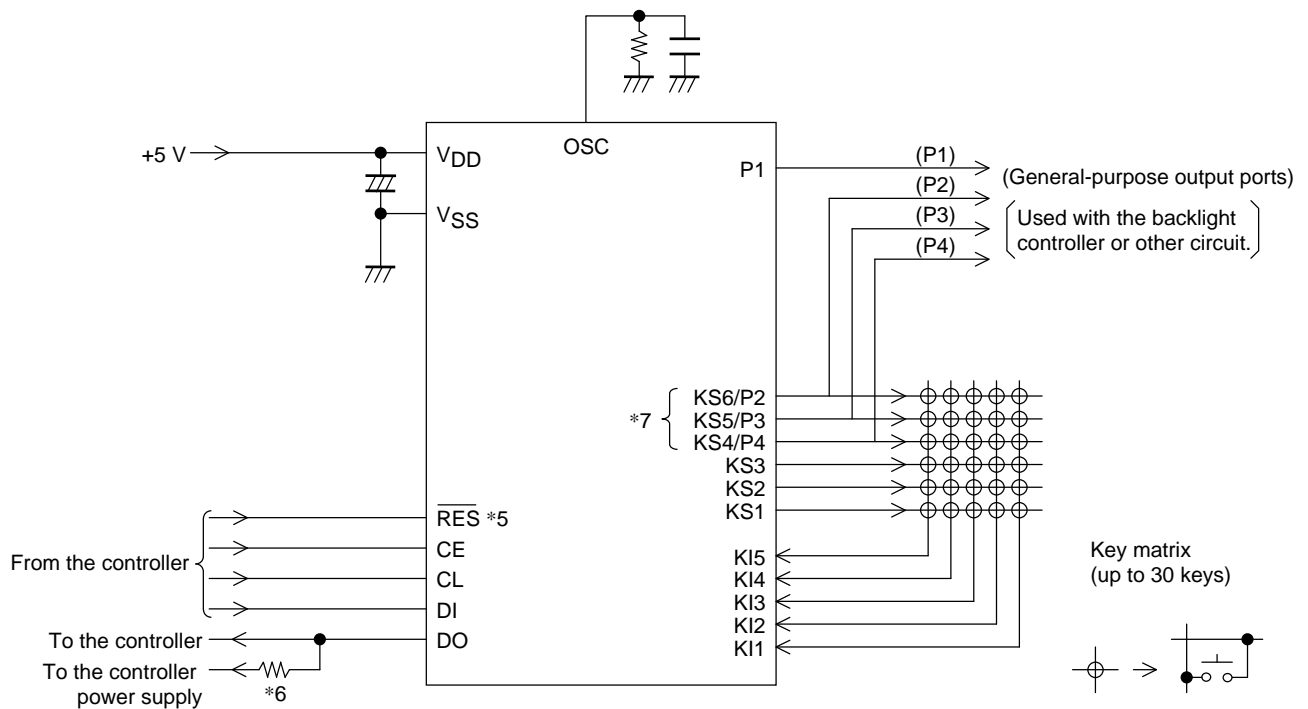 OSC
+5 V
VDD
VSS
P1
(P1)
(P2)
(P3)
(P4)
(General-purpose output ports)
Used with the backlight
controller or other circuit.
*7
KS6/P2
KS5/P3
KS4/P4
KS3
KS2
KS1
KI5
KI4
KI3
KI2
KI1
From the controller
RES *5
CE
CL
DI
DO
To the controller
To the controller
power supply
*6
Key matrix
(up to 30 keys)